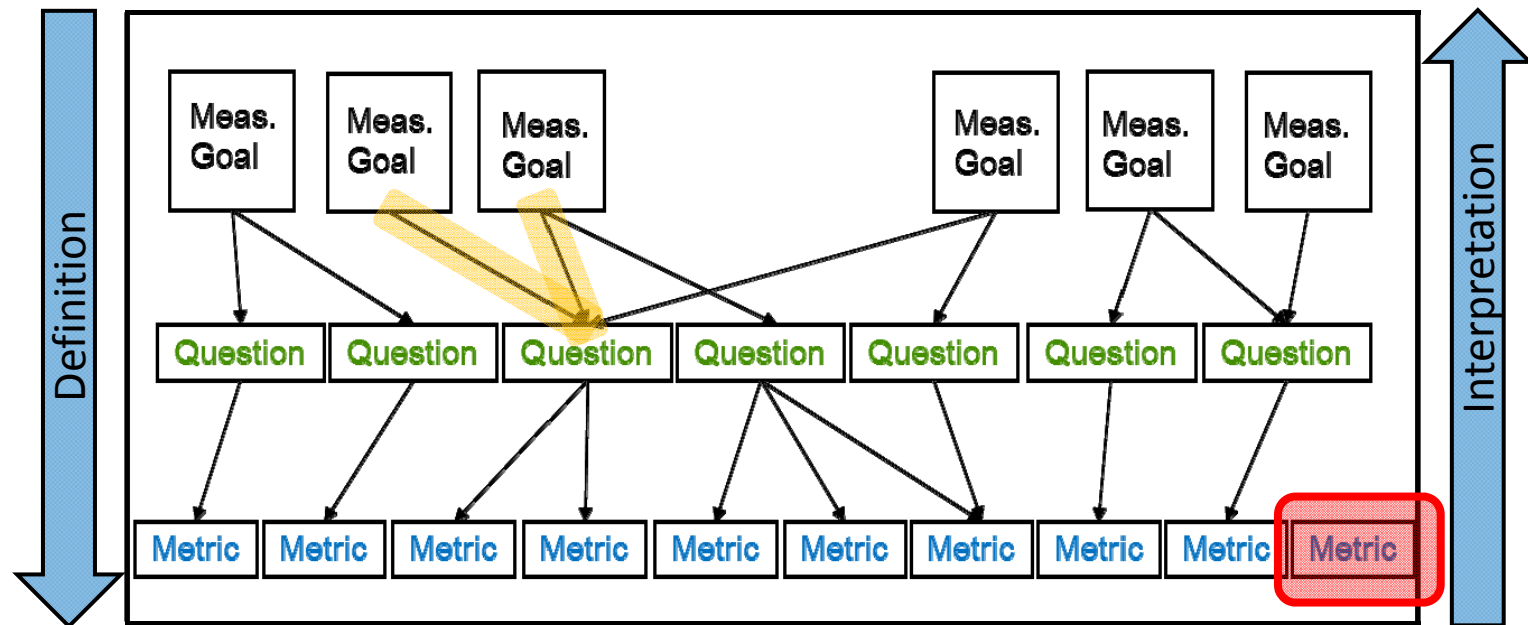 Definition
Meas.
Goal
Meas.
Goal
Meas.
Goal
Meas.
Goal
Meas.
Goal
Meas.
Goal
Interpretation
Question
Question
Question
Question
Question
Question
Question
Metric
Metric
Metric
Metric
Metric
Metric
Metric
Metric
Metric
Metric